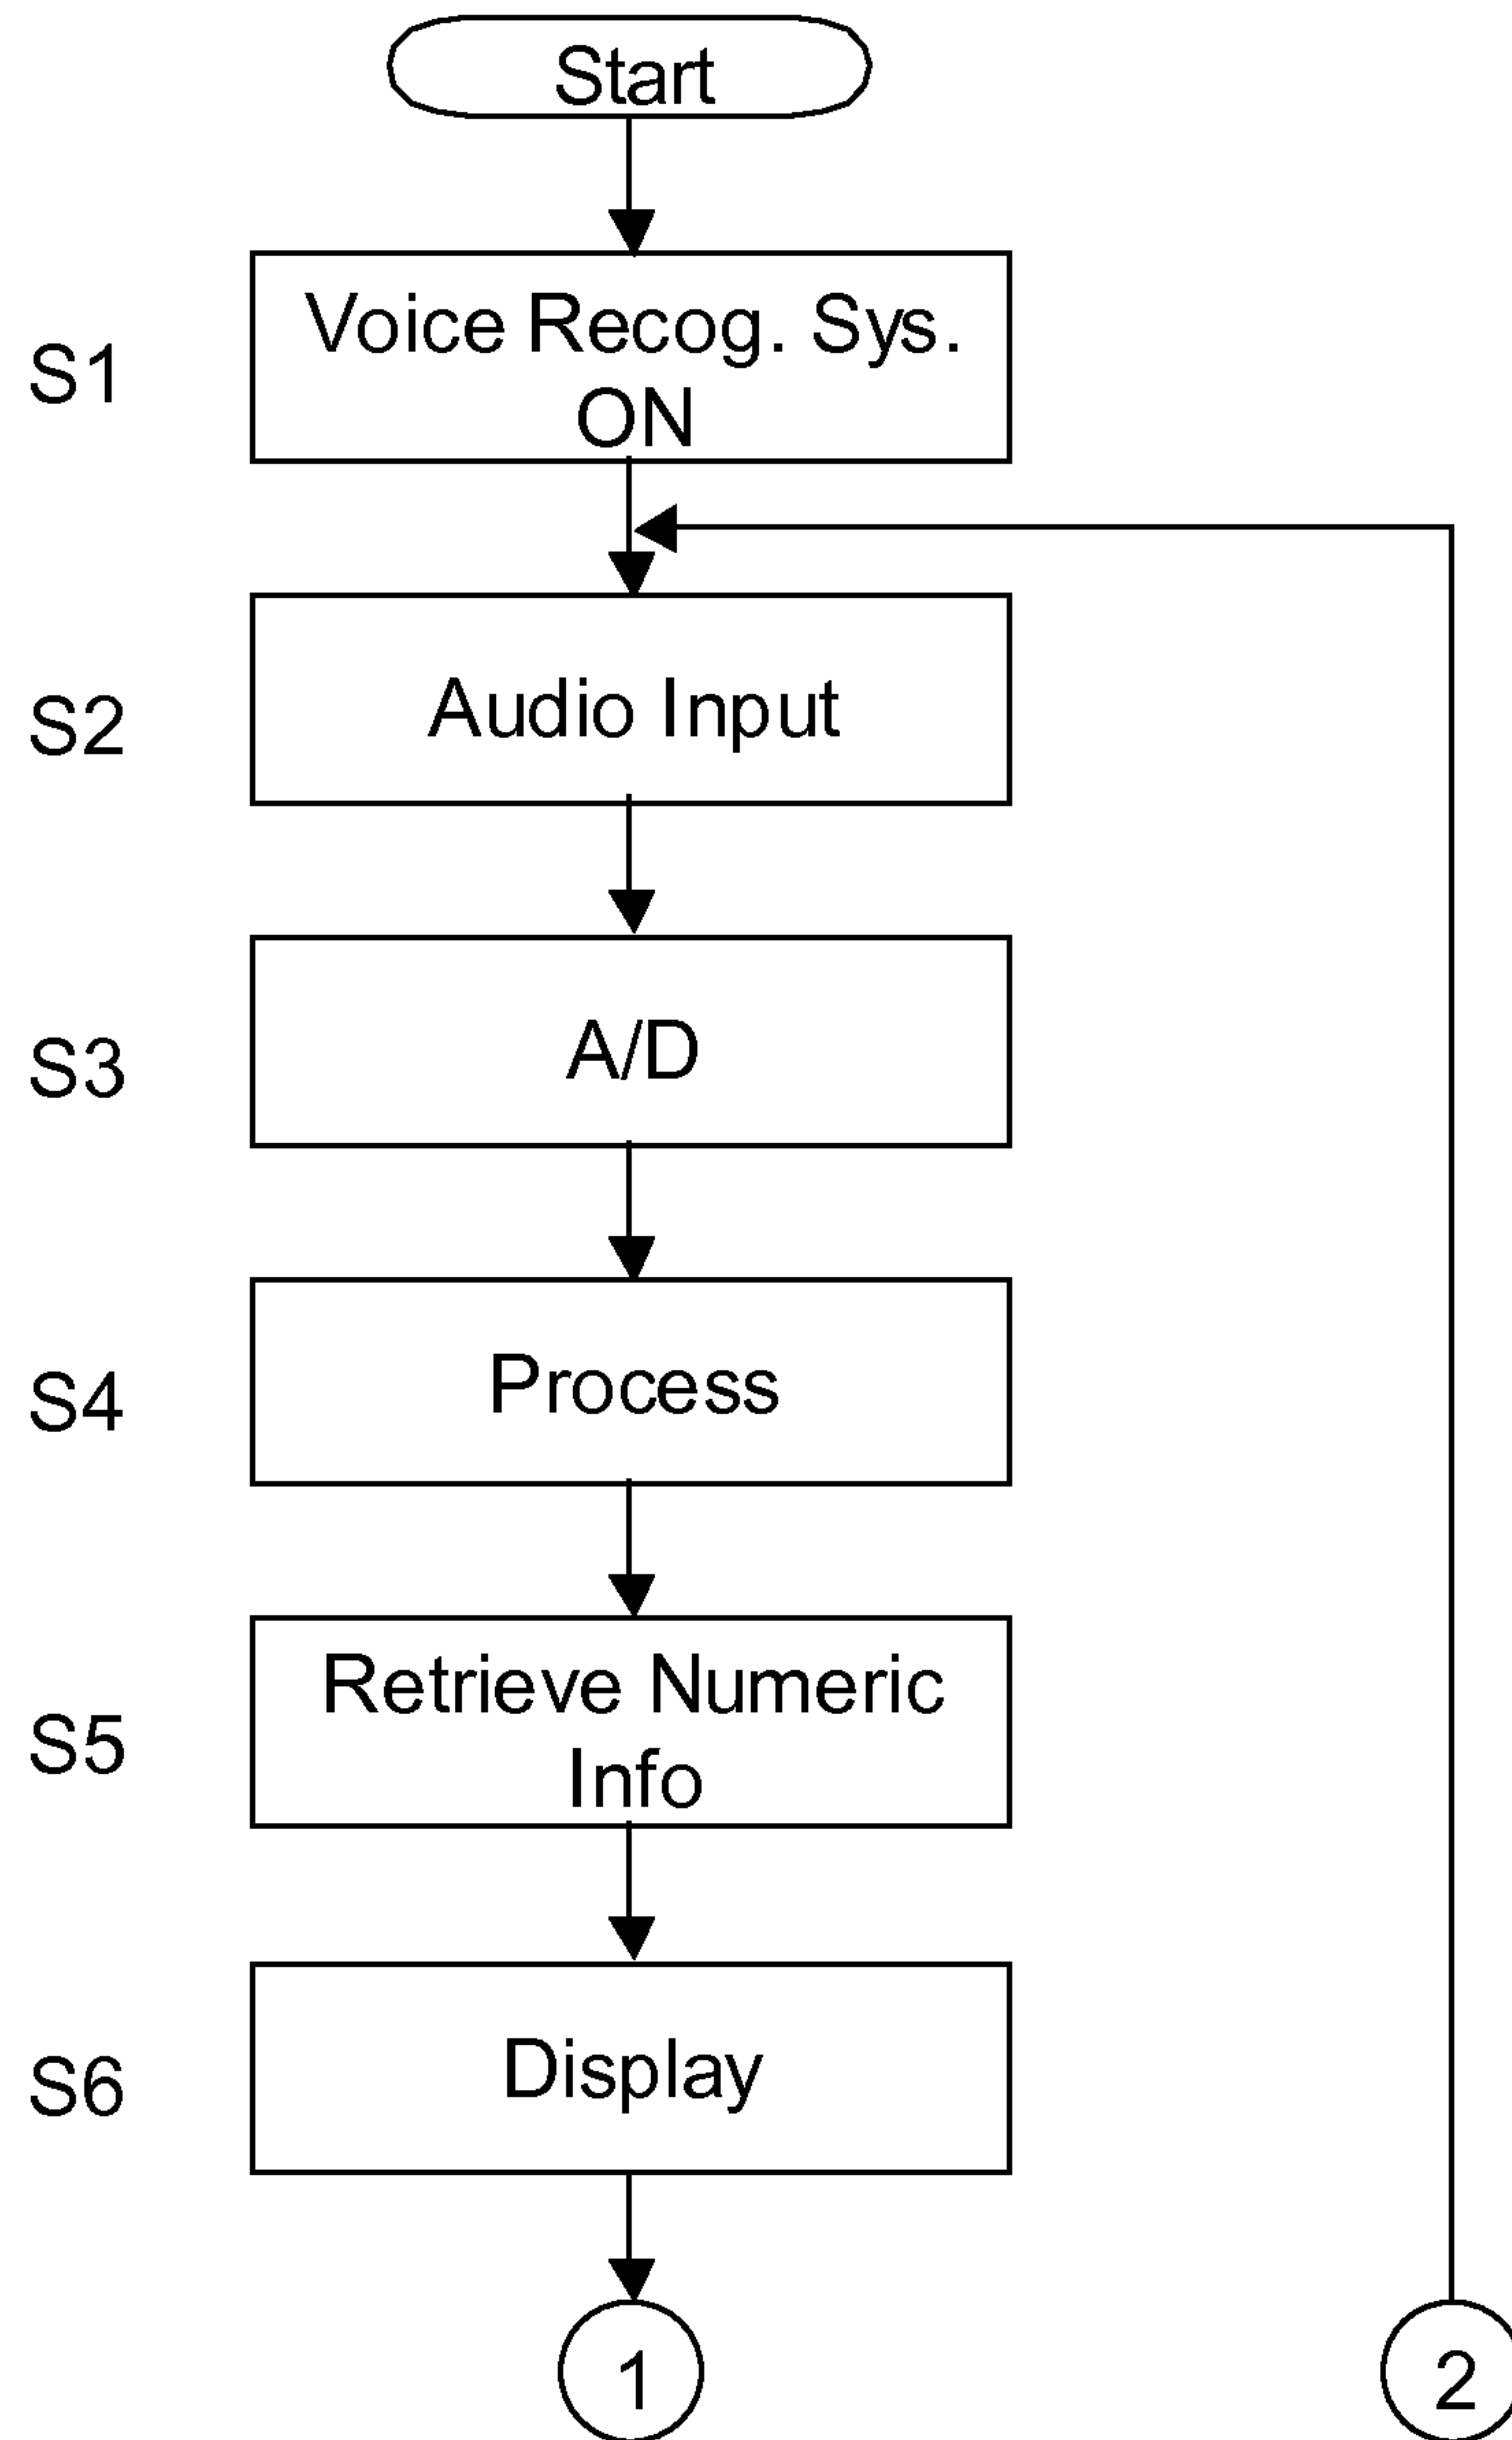 Start
S1
Voice Recog. Sys.
ON
S2
Audio Input
S3
A/D
S4
Process
S5
Retrieve Numeric
Info
S6
Display
1
2